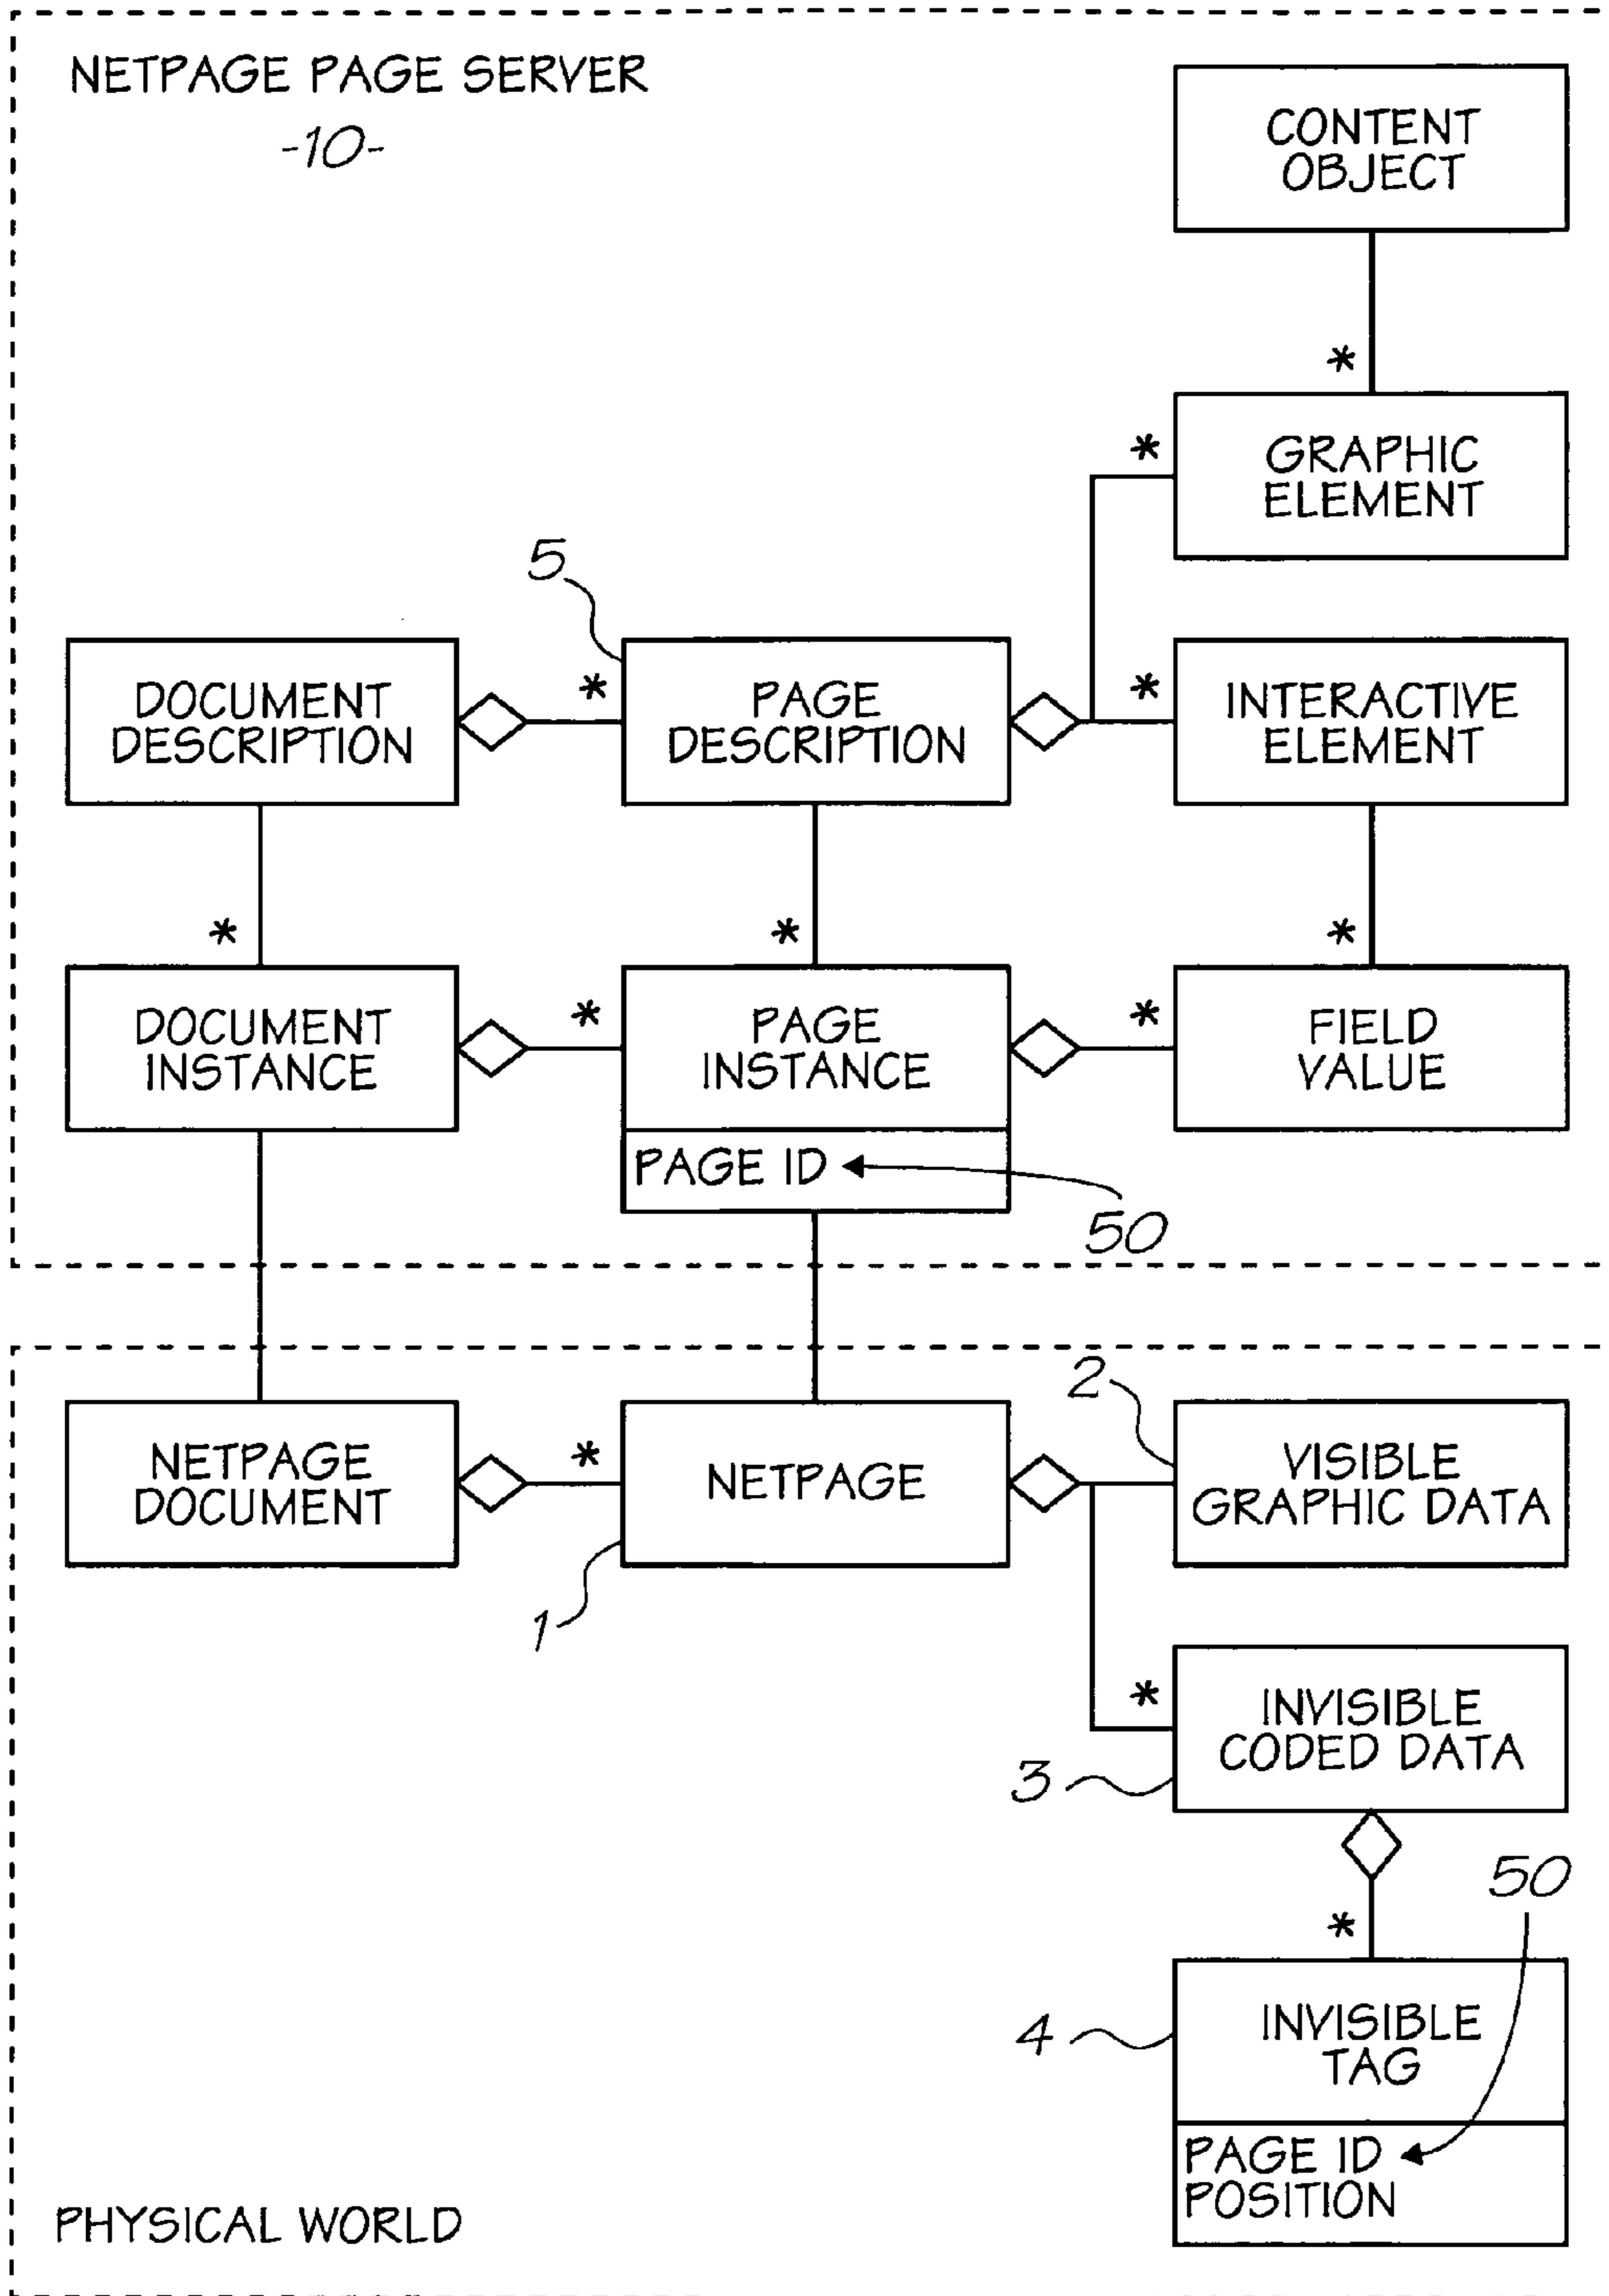 NETPAGE PAGE SERVER
-10-
CONTENT
OBJECT
*
*
GRAPHIC
ELEMENT
5
DOCUMENT
DESCRIPTION
*
PAGE
DESCRIPTION
*
INTERACTIVE
ELEMENT
*
*
*
DOCUMENT
INSTANCE
*
PAGE
INSTANCE
*
FIELD
VALUE
PAGE ID
50
2
NETPAGE
DOCUMENT
*
NETPAGE
VISIBLE
GRAPHIC DATA
1
*
INVISIBLE
CODED DATA
3
50
*
4
INVISIBLE
TAG
PAGE ID
POSITION
PHYSICAL WORLD